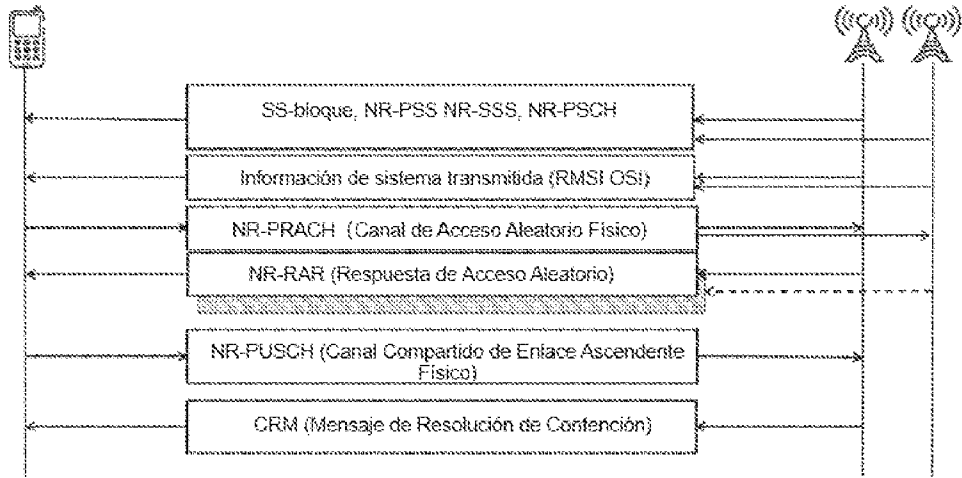 SS-bloque, NR-PSS NR-SSS, NR-PSCH
Información de sistema transmitida (RMSI OSI)
NR-PRACH (Canal de Acceso Aleatorio Físico)
NR-RAR (Respuesta de Acceso Aleatorio)
NR-PUSCH (Canal Compartido de Enlace Ascendente
Físico)
CRM (Mensaje de Resolución de Contención)